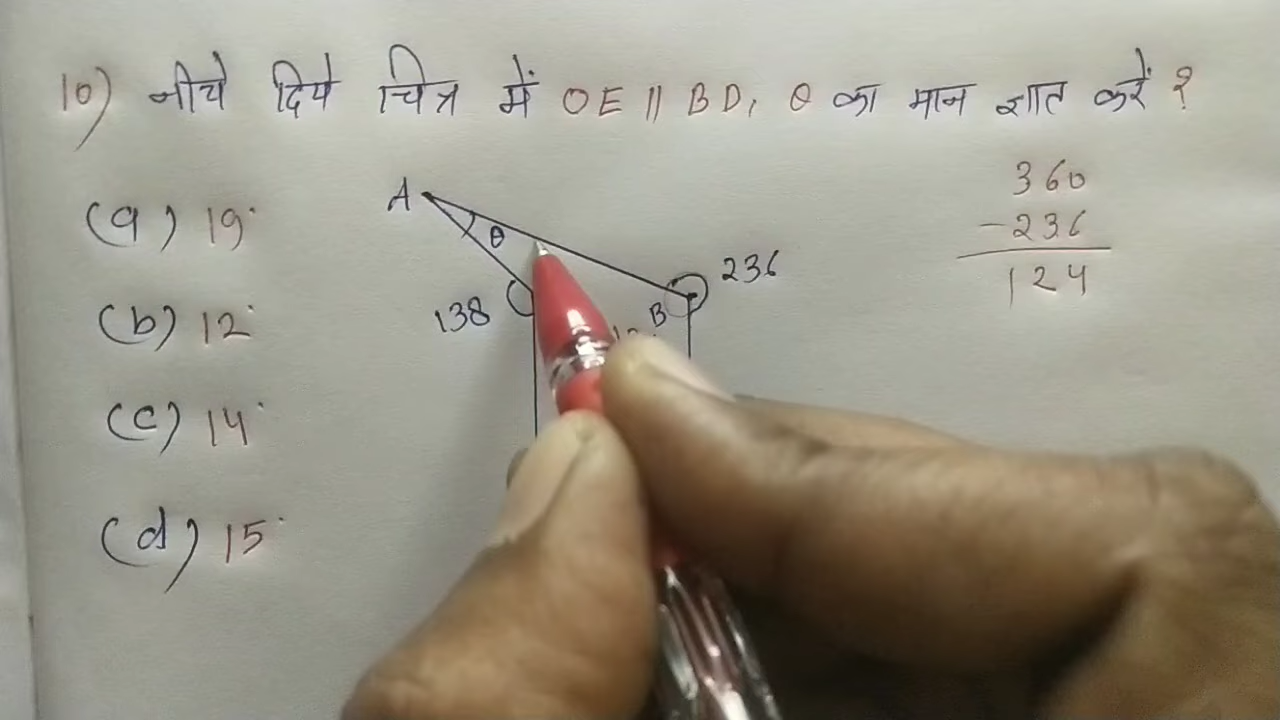 10) नीचे दिये चित्र में OE || BD, θ का मान ज्ञात करें ?
(a) 19°
(b) 12°
(c) 14°
(d) 15°
A
θ
138
B
236
360
-236
124